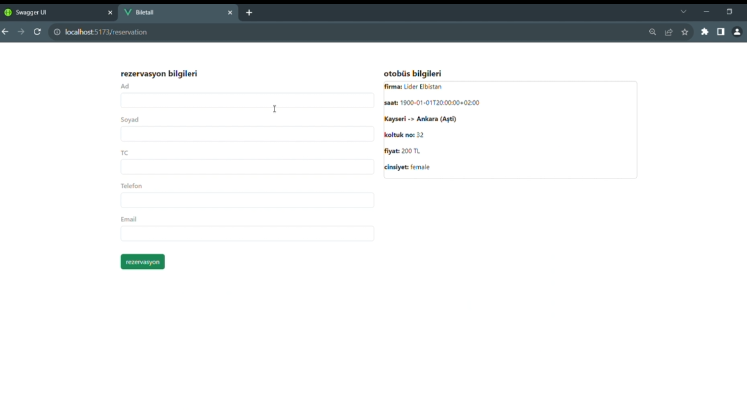 Swagger UI
Biletall
localhost:5173/reservation
rezervasyon bilgileri
Ad
Soyad
TC
Telefon
Email
rezervasyon
otobüs bilgileri
firma: Lider Elbistan
saat: 1900-01-01T20:00:00+02:00
Kayseri -> Ankara (Aşti)
koltuk no: 32
fiyat: 200 TL
cinsiyet: female